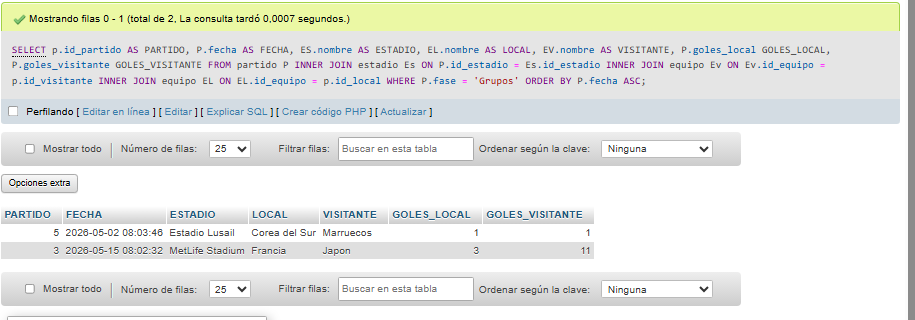 Mostrando filas 0 - 1 (total de 2, La consulta tardó 0,0007 segundos.)
SELECT p.id_partido AS PARTIDO, P.fecha AS FECHA, ES.nombre AS ESTADIO, EL.nombre AS LOCAL, EV.nombre AS VISITANTE, P.goles_local GOLES_LOCAL,
P.goles_visitante GOLES_VISITANTE FROM partido P INNER JOIN estadio Es ON P.id_estadio = Es.id_estadio INNER JOIN equipo Ev ON Ev.id_equipo =
p.id_visitante INNER JOIN equipo EL ON EL.id_equipo = p.id_local WHERE P.fase = 'Grupos' ORDER BY P.fecha ASC;
Perfilando [ Editar en línea ] [ Editar ] [ Explicar SQL ] [ Crear código PHP ] [ Actualizar ]
Mostrar todo Número de filas: 25 Filtrar filas: Buscar en esta tabla Ordenar según la clave: Ninguna
Opciones extra
PARTIDO FECHA ESTADIO LOCAL VISITANTE GOLES_LOCAL GOLES_VISITANTE
5 2026-05-02 08:03:46 Estadio Lusail Corea del Sur Marruecos 1 1
3 2026-05-15 08:02:32 MetLife Stadium Francia Japon 3 11
Mostrar todo Número de filas: 25 Filtrar filas: Buscar en esta tabla Ordenar según la clave: Ninguna